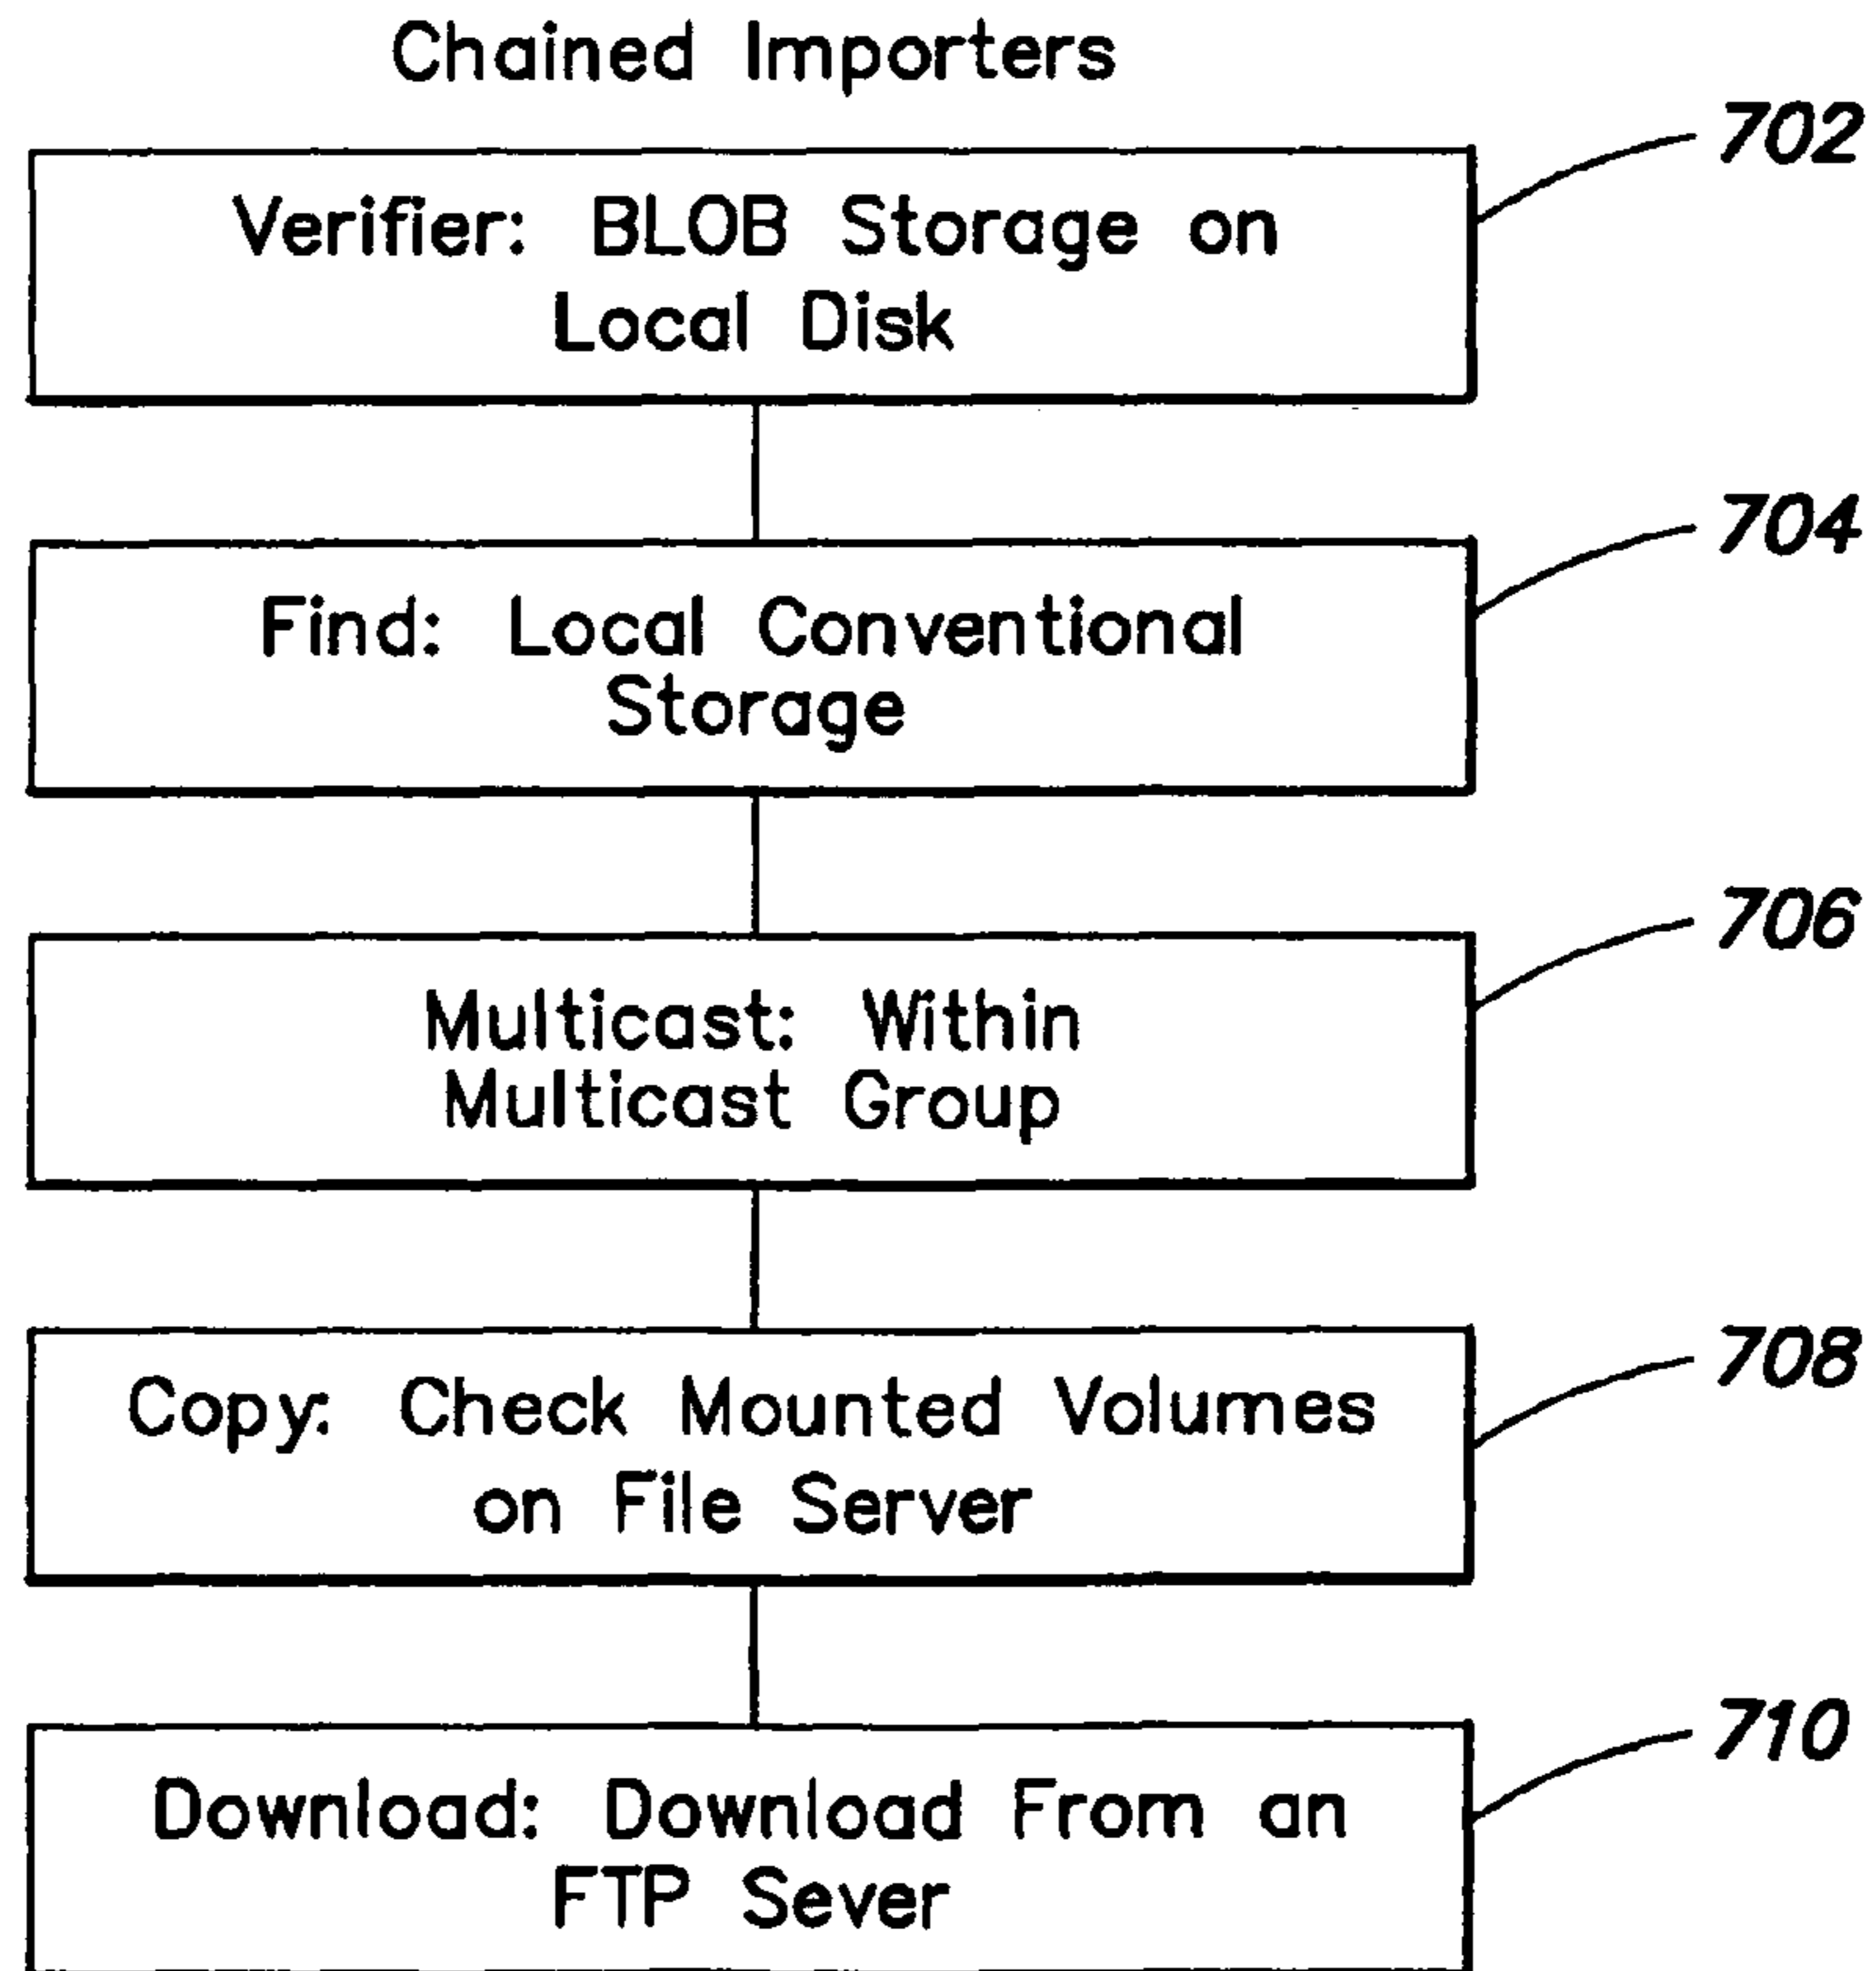 Chained Importers
702
Verifier: BLOB Storage on
Local Disk
704
Find: Local Conventional
Storage
706
Multicast: Within
Multicast Group
708
Copy: Check Mounted Volumes
on File Server
710
Download: Download From an
FTP Sever